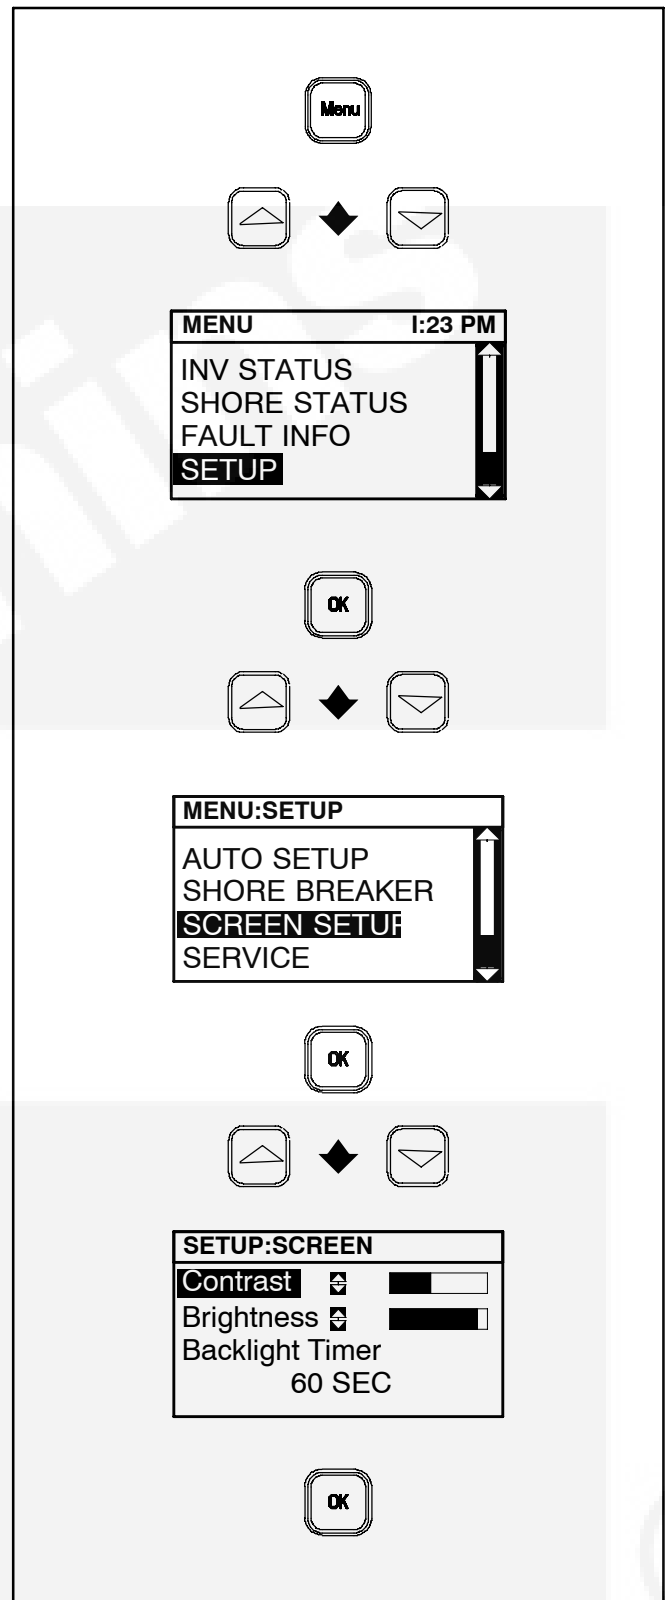 Menu
MENU I:23 PM
INV STATUS
SHORE STATUS
FAULT INFO
SETUP
OK
MENU:SETUP
AUTO SETUP
SHORE BREAKER
SCREEN SETUP
SERVICE
OK
SETUP:SCREEN
Contrast
Brightness
Backlight Timer
60 SEC
OK